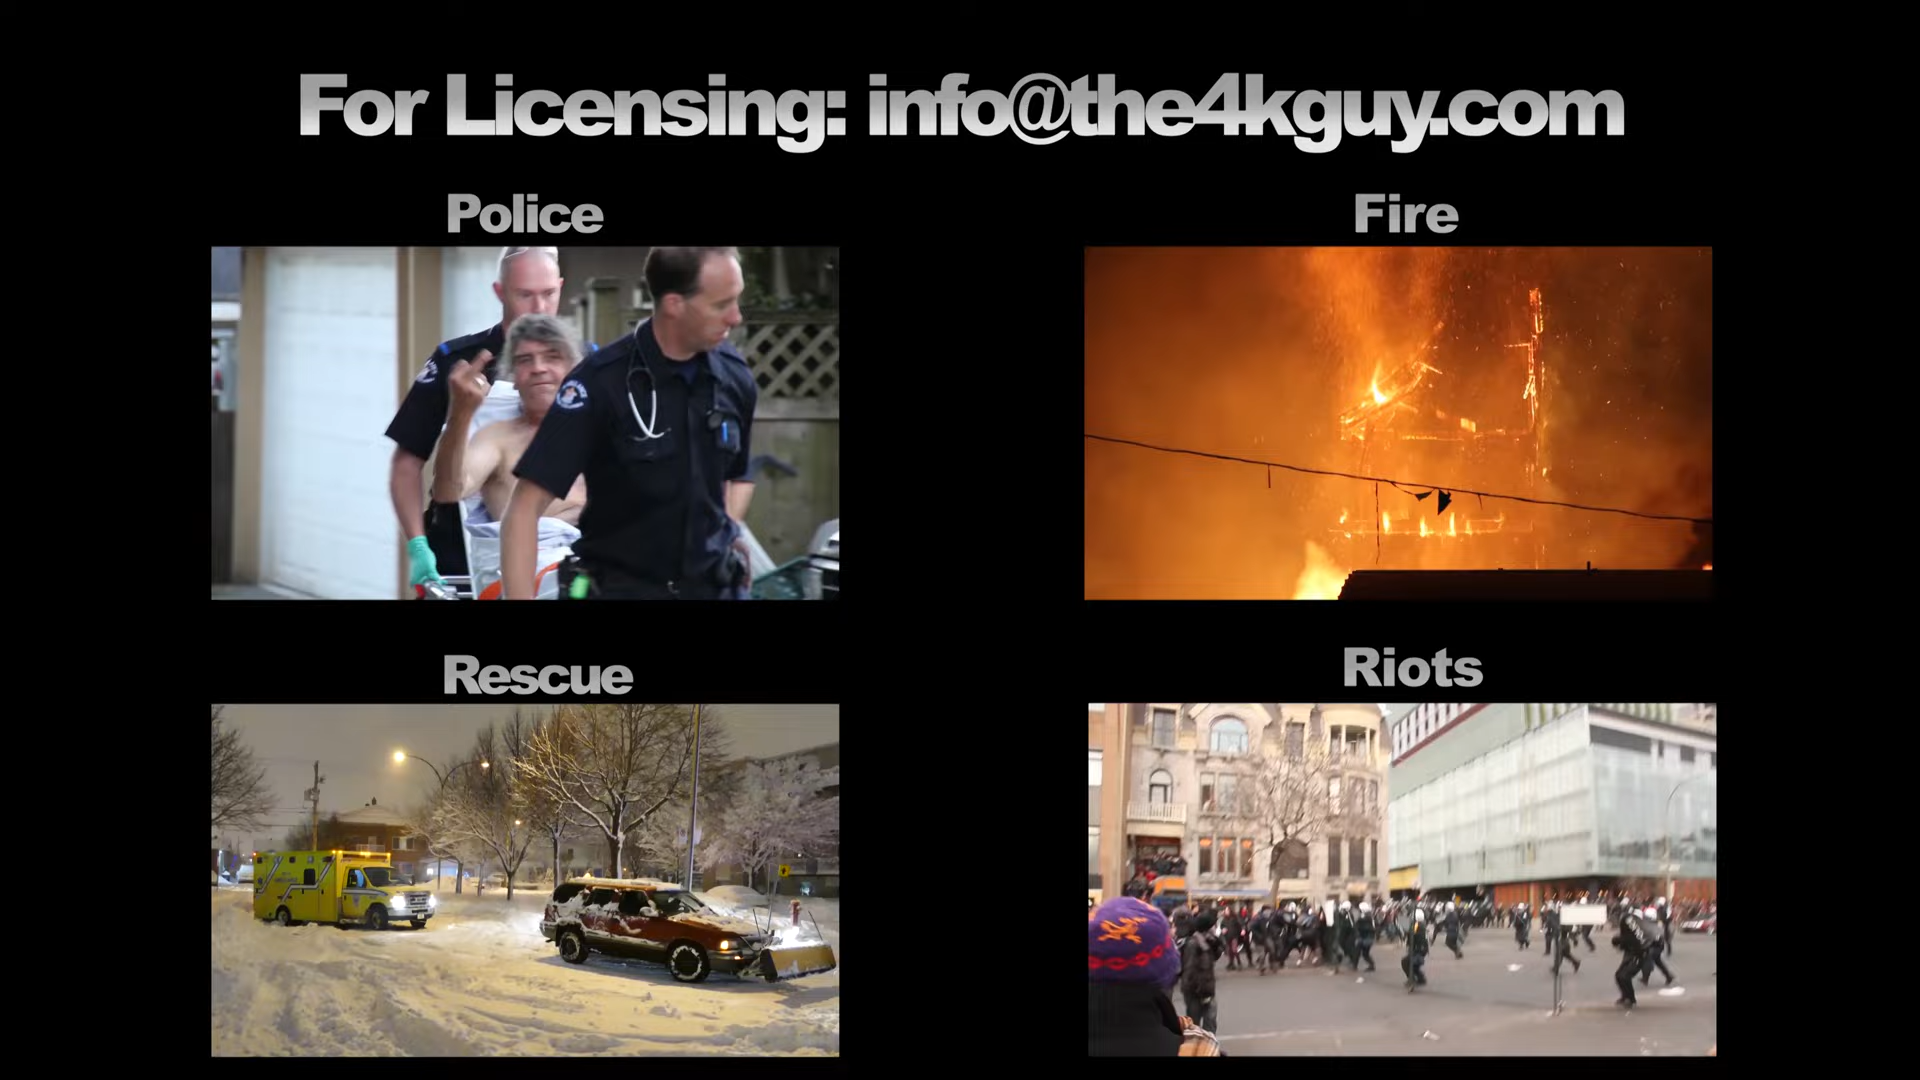 For Licensing: info@the4kguy.com
Police
Fire
Rescue
Riots